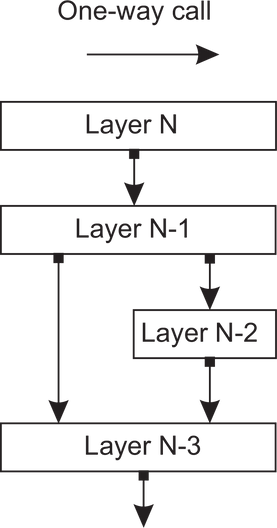 One-way call
Layer N
Layer N-1
Layer N-2
Layer N-3